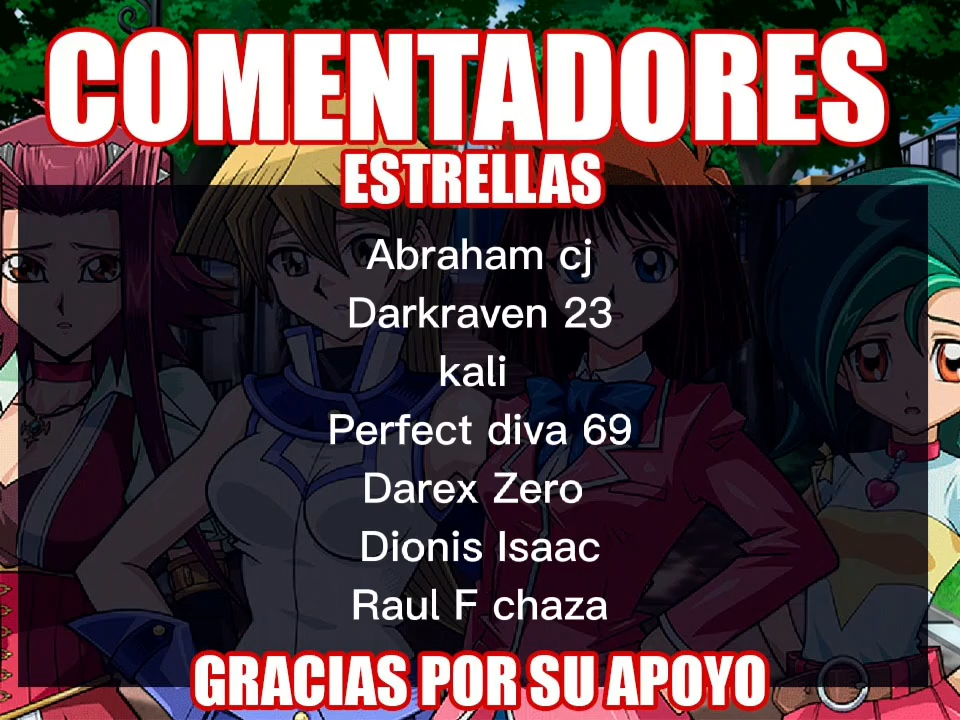 COMENTADORES
ESTRELLAS
Abraham cj
Darkraven 23
kali
Perfect diva 69
Darex Zero
Dionis Isaac
Raul F chaza
GRACIAS POR SU APOYO